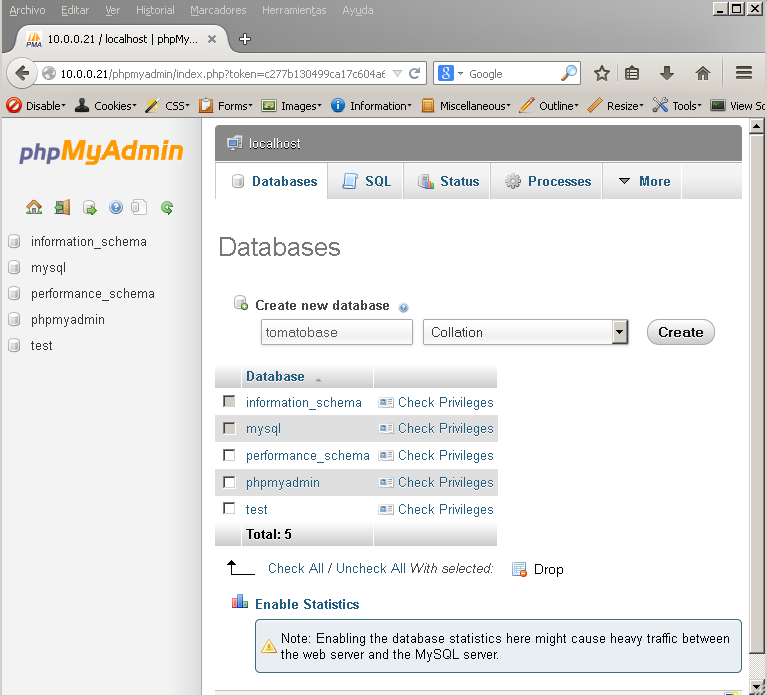 Archivo Editar Ver Historial Marcadores Herramientas Ayuda
10.0.0.21 / localhost | phpMy...
10.0.0.21/phpmyadmin/index.php?token=c277b130499ca17c604a6
Google
Disable Cookies CSS Forms Images Information Miscellaneous Outline Resize Tools View So
phpMyAdmin
information_schema
mysql
performance_schema
phpmyadmin
test
localhost
Databases SQL Status Processes More
Databases
Create new database
tomatobase Collation Create
Database
information_schema Check Privileges
mysql Check Privileges
performance_schema Check Privileges
phpmyadmin Check Privileges
test Check Privileges
Total: 5
Check All / Uncheck All With selected: Drop
Enable Statistics
Note: Enabling the database statistics here might cause heavy traffic between
the web server and the MySQL server.